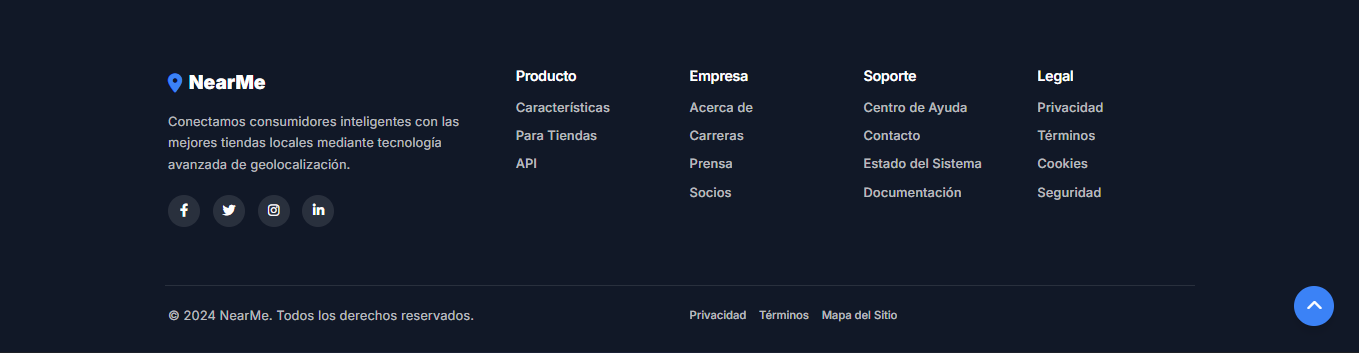 NearMe
Conectamos consumidores inteligentes con las
mejores tiendas locales mediante tecnología
avanzada de geolocalización.
Producto
Características
Para Tiendas
API
Empresa
Acerca de
Carreras
Prensa
Socios
Soporte
Centro de Ayuda
Contacto
Estado del Sistema
Documentación
Legal
Privacidad
Términos
Cookies
Seguridad
© 2024 NearMe. Todos los derechos reservados.
Privacidad Términos Mapa del Sitio